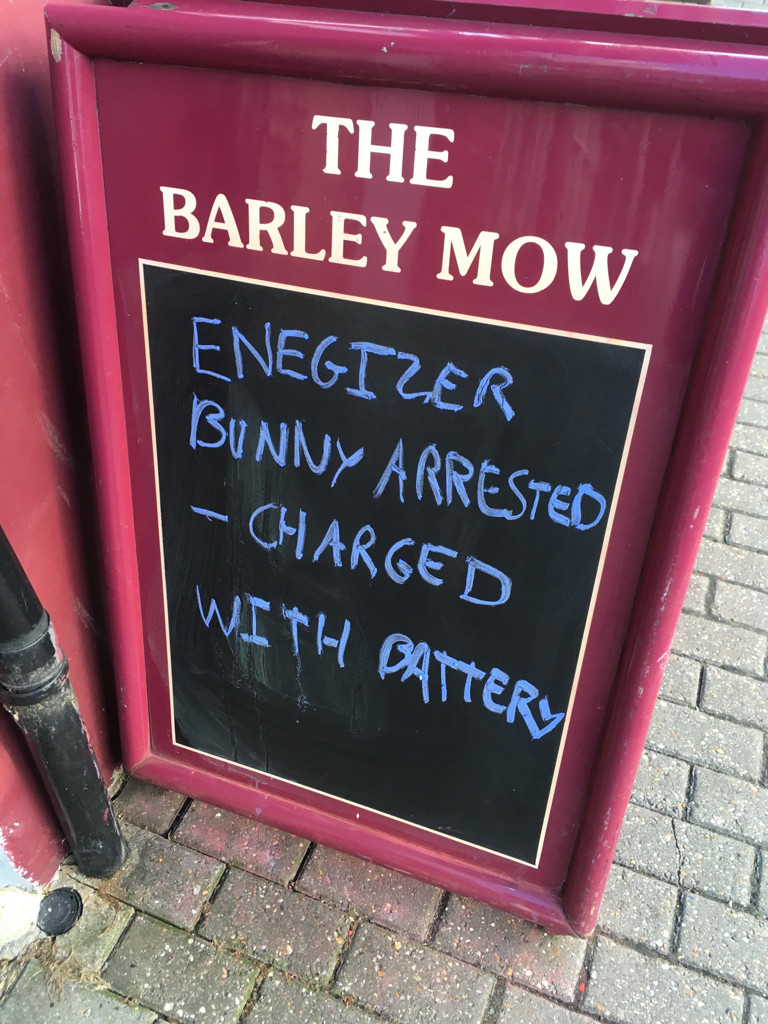 THE
BARLEY MOW
ENEGIZER
BUNNY ARRESTED
- CHARGED
WITH BATTERY